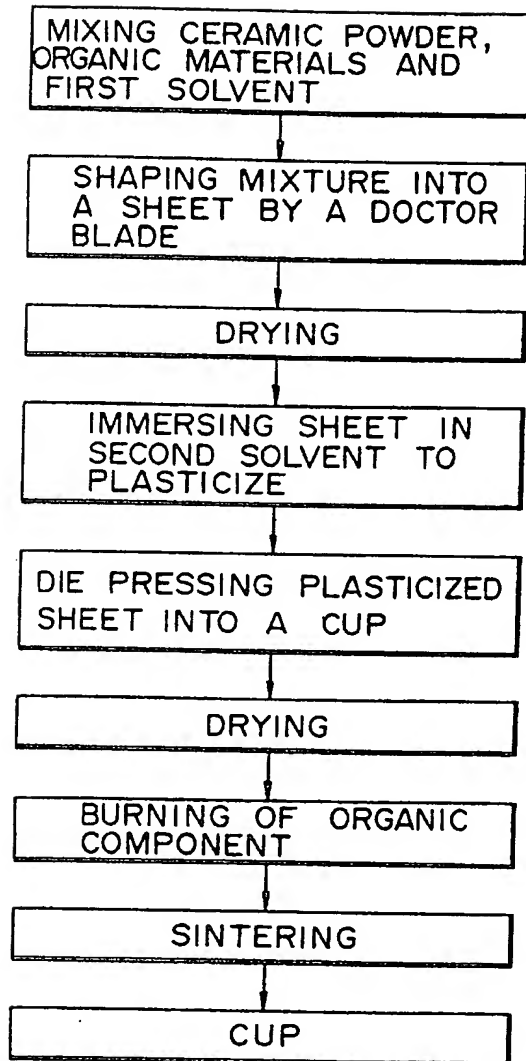 MIXING CERAMIC POWDER,
ORGANIC MATERIALS AND
FIRST SOLVENT
SHAPING MIXTURE INTO
A SHEET BY A DOCTOR
BLADE
DRYING
IMMERSING SHEET IN
SECOND SOLVENT TO
PLASTICIZE
DIE PRESSING PLASTICIZED
SHEET INTO A CUP
DRYING
BURNING OF ORGANIC
COMPONENT
SINTERING
CUP